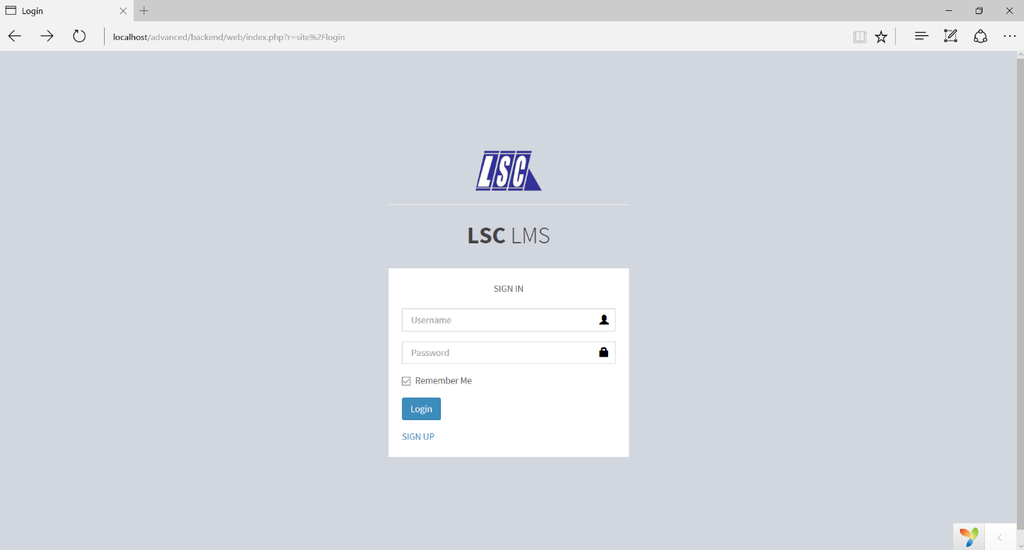 Login
localhost/advanced/backend/web/index.php?r=site%2Flogin
LSC
LSC LMS
SIGN IN
Username
Password
Remember Me
Login
SIGN UP